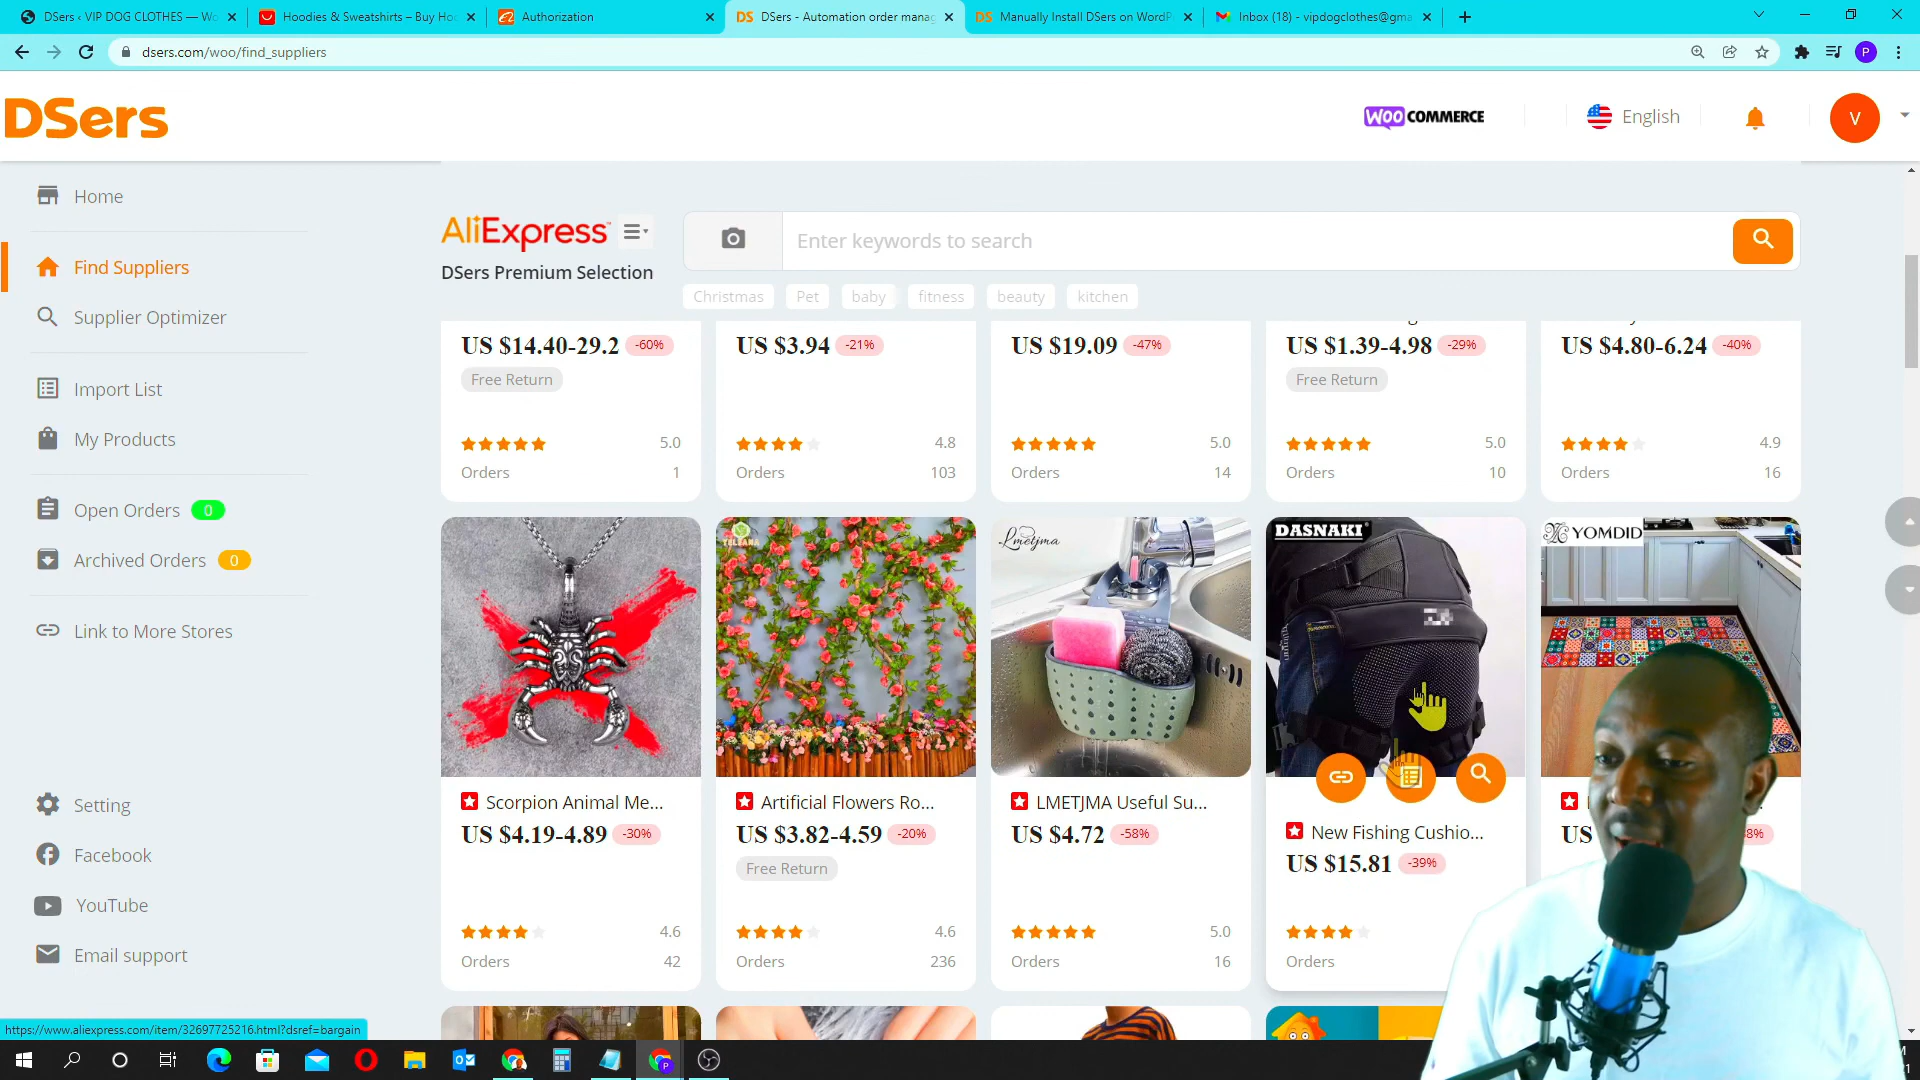 DSers ‹ VIP DOG CLOTHES — Wo
Hoodies & Sweatshirts – Buy Hoo
Authorization
DSers - Automation order manag
Manually Install DSers on WordP
Inbox (18) - vipdogclothes@gma
dsers.com/woo/find_suppliers
P
DSers
WOO COMMERCE
English
V
Home
Find Suppliers
Supplier Optimizer
Import List
My Products
Open Orders 0
Archived Orders 0
Link to More Stores
Setting
Facebook
YouTube
Email support
AliExpress
DSers Premium Selection
Enter keywords to search
Christmas
Pet
baby
fitness
beauty
kitchen
US $14.40-29.2 -60%
Free Return
5.0
Orders 1
US $3.94 -21%
4.8
Orders 103
US $19.09 -47%
5.0
Orders 14
US $1.39-4.98 -29%
Free Return
5.0
Orders 10
US $4.80-6.24 -40%
4.9
Orders 16
Scorpion Animal Me...
US $4.19-4.89 -30%
4.6
Orders 42
TELSANA
Artificial Flowers Ro...
US $3.82-4.59 -20%
Free Return
4.6
Orders 236
Lmetjma
LMETJMA Useful Su...
US $4.72 -58%
5.0
Orders 16
DASNAKI
New Fishing Cushio...
US $15.81 -39%
Orders
YOMDID
US
8%
https://www.aliexpress.com/item/32697725216.html?dsref=bargain